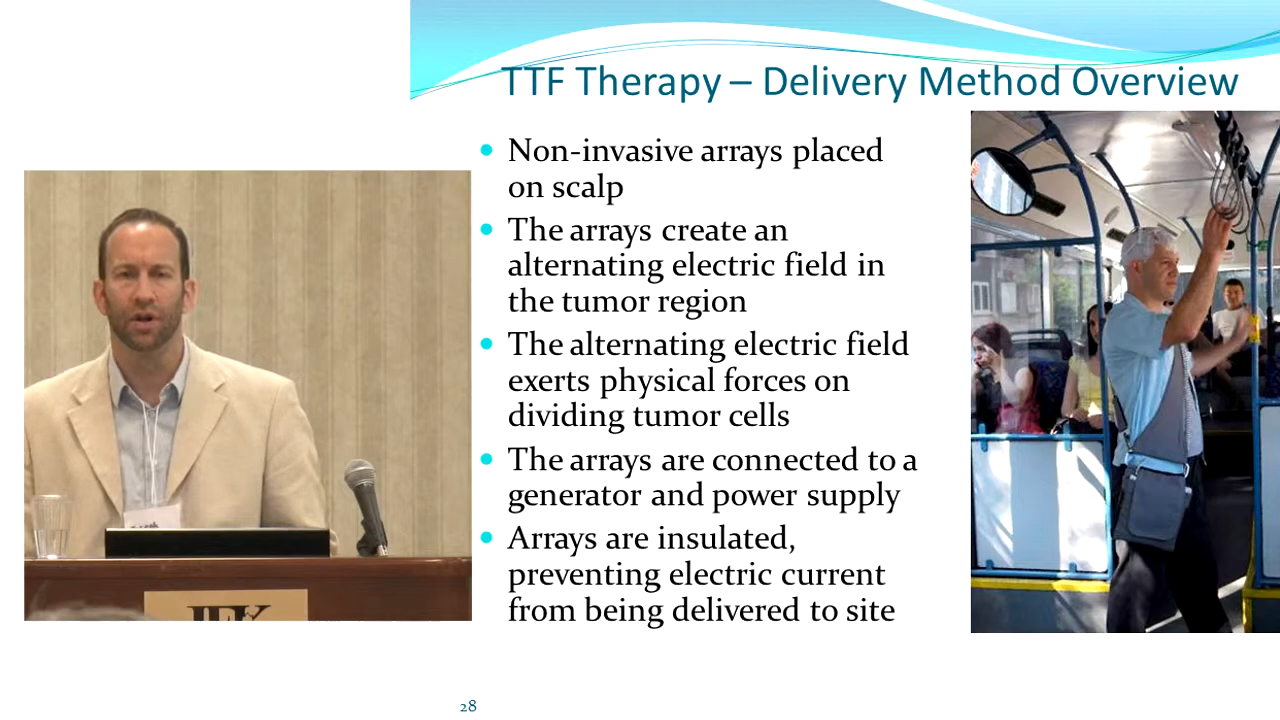 TTF Therapy – Delivery Method Overview
Non-invasive arrays placed
on scalp
The arrays create an
alternating electric field in
the tumor region
The alternating electric field
exerts physical forces on
dividing tumor cells
The arrays are connected to a
generator and power supply
Arrays are insulated,
preventing electric current
from being delivered to site
JFK
28